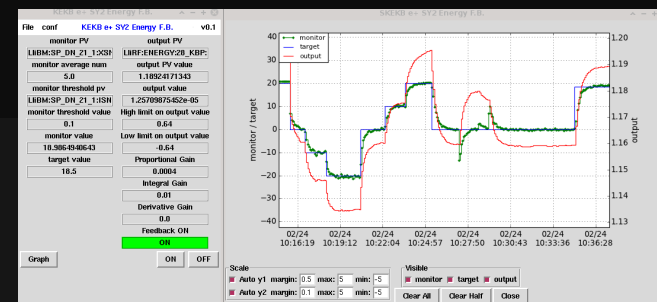 KEKB e+ SY2 Energy F.B.
File conf KEKB e+ SY2 Energy F.B. v0.1
monitor PV output PV
LIiBM:SP_DN_21_1:XSN LIiRF:ENERGY:28_KBP:
monitor average num output PV value
5.0 1.18924171343
monitor threshold pv output value
LIiBM:SP_DN_21_1:ISN 1.25709875452e-05
monitor threshold value High limit on output value
0.1 0.64
monitor value Low limit on output value
18.9864940643 -0.64
target value Proportional Gain
18.5 0.0004
Integral Gain
0.01
Derivative Gain
0.0
Feedback ON
ON
Graph ON OFF
SKEKB e+ SY2 Energy F.B.
monitor
target
output
monitor / target
40
30
20
10
0
−10
−20
−30
−40
output
1.20
1.19
1.18
1.17
1.16
1.15
1.14
1.13
02/24 02/24 02/24 02/24 02/24 02/24 02/24 02/24
10:16:19 10:19:12 10:22:04 10:24:57 10:27:50 10:30:43 10:33:36 10:36:28
Scale
Auto y1 margin: 0.5 max: 5 min: -5
Auto y2 margin: 0.1 max: 5 min: -5
Visible
monitor target output
Clear All Clear Half Close